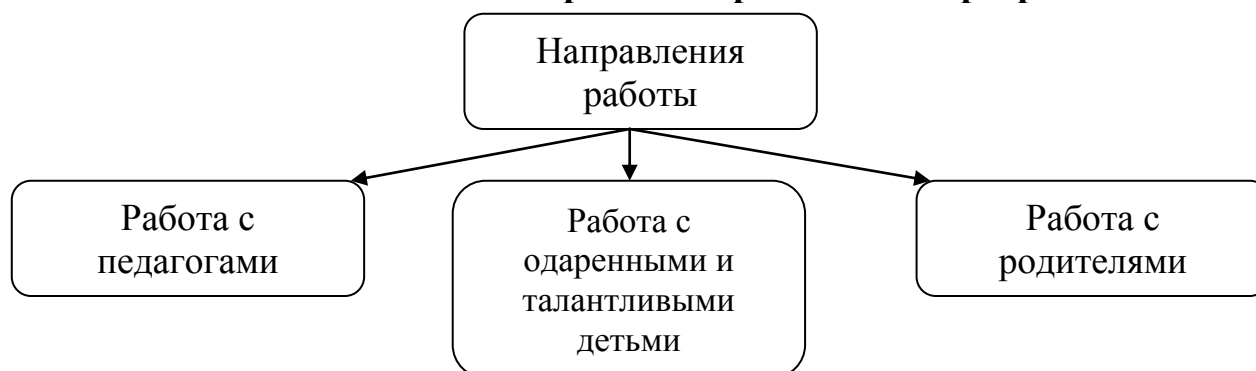 Направления
работы
Работа с
педагогами
Работа с
одаренными и
талантливыми
детьми
Работа с
родителями